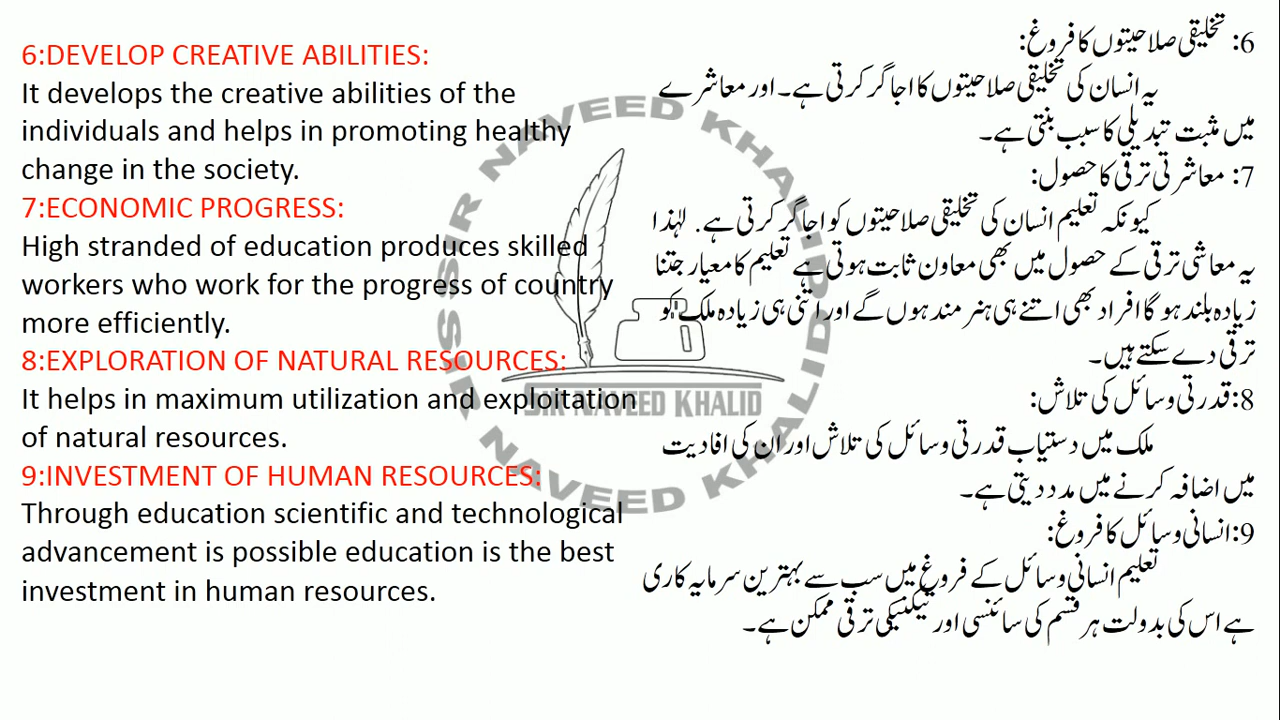 6:DEVELOP CREATIVE ABILITIES:
It develops the creative abilities of the
individuals and helps in promoting healthy
change in the society.
7:ECONOMIC PROGRESS:
High stranded of education produces skilled
workers who work for the progress of country
more efficiently.
8:EXPLORATION OF NATURAL RESOURCES:
It helps in maximum utilization and exploitation
of natural resources.
9:INVESTMENT OF HUMAN RESOURCES:
Through education scientific and technological
advancement is possible education is the best
investment in human resources.
6: تخلیقی صلاحیتوں کا فروغ:
یہ انسان کی تخلیقی صلاحیتوں کا اجاگر کرتی ہے۔ اور معاشرے
میں مثبت تبدیلی کا سبب بنتی ہے۔
7: معاشرتی ترقی کا حصول:
کیونکہ تعلیم انسان کی تخلیقی صلاحیتوں کو اجاگر کرتی ہے. لہٰذا
یہ معاشی ترقی کے حصول میں بھی معاون ثابت ہوتی ہے تعلیم کا معیار جتنا
زیادہ بلند ہو گا افراد بھی اتنے ہی ہنر مند ہوں گے اور اتنی ہی زیادہ ملک کو
ترقی دے سکتے ہیں۔
8:قدرتی وسائل کی تلاش:
ملک میں دستیاب قدرتی وسائل کی تلاش اور ان کی افادیت
میں اضافہ کرنے میں مدد دیتی ہے۔
9:انسانی وسائل کا فروغ:
تعلیم انسانی وسائل کے فروغ میں سب سے بہترین سرمایہ کاری
ہے اس کی بدولت ہر قسم کی سائنسی اور تیکنیکی ترقی ممکن ہے۔
SIR NAVEED KHALID
SIR NAVEED KHALID
SIR NAVEED KHALID